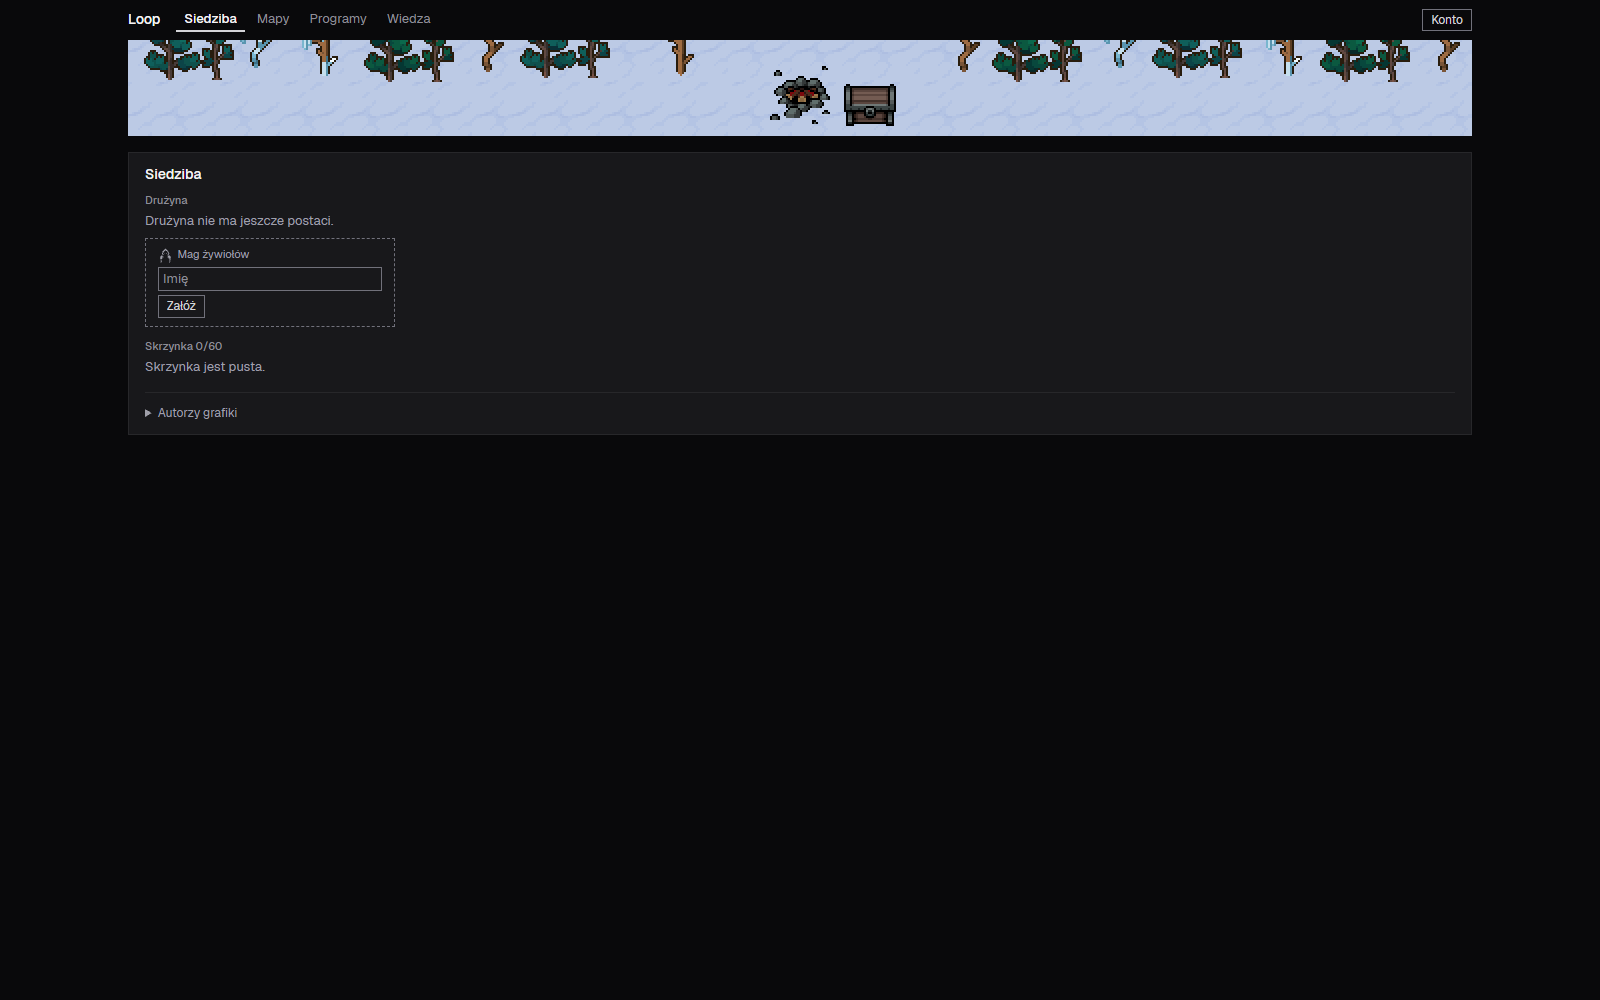 Loop Siedziba Mapy Programy Wiedza Konto
Siedziba
Drużyna
Drużyna nie ma jeszcze postaci.
Mag żywiołów
Imię
Załóż
Skrzynka 0/60
Skrzynka jest pusta.
Autorzy grafiki